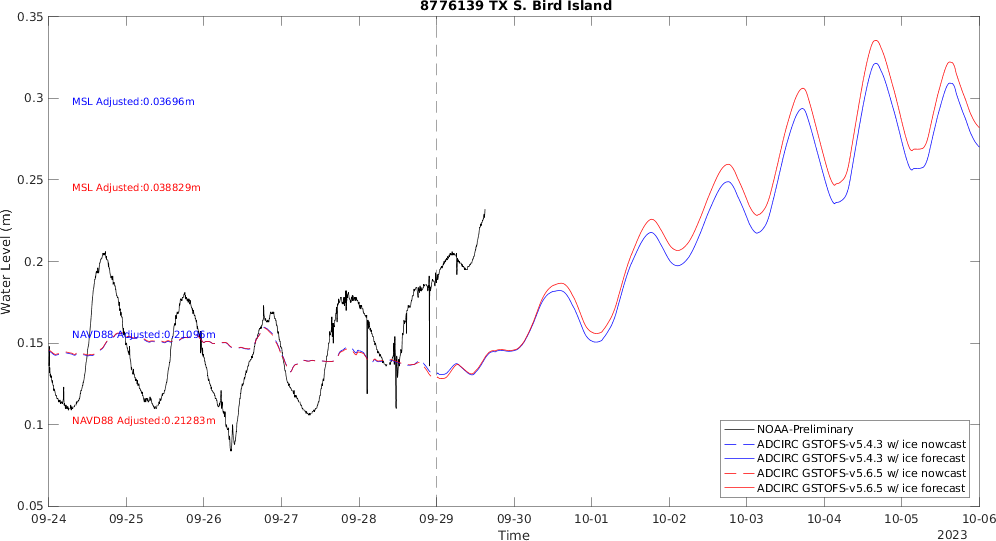 8776139 TX S. Bird Island
0.35
0.3
0.25
0.2
0.15
0.1
0.05
Water Level (m)
MSL Adjusted:0.03696m
MSL Adjusted:0.038829m
NAVD88 Adjusted:0.21096m
NAVD88 Adjusted:0.21283m
NOAA-Preliminary
ADCIRC GSTOFS-v5.4.3 w/ ice nowcast
ADCIRC GSTOFS-v5.4.3 w/ ice forecast
ADCIRC GSTOFS-v5.6.5 w/ ice nowcast
ADCIRC GSTOFS-v5.6.5 w/ ice forecast
09-24 09-25 09-26 09-27 09-28 09-29 09-30 10-01 10-02 10-03 10-04 10-05 10-06
Time
2023